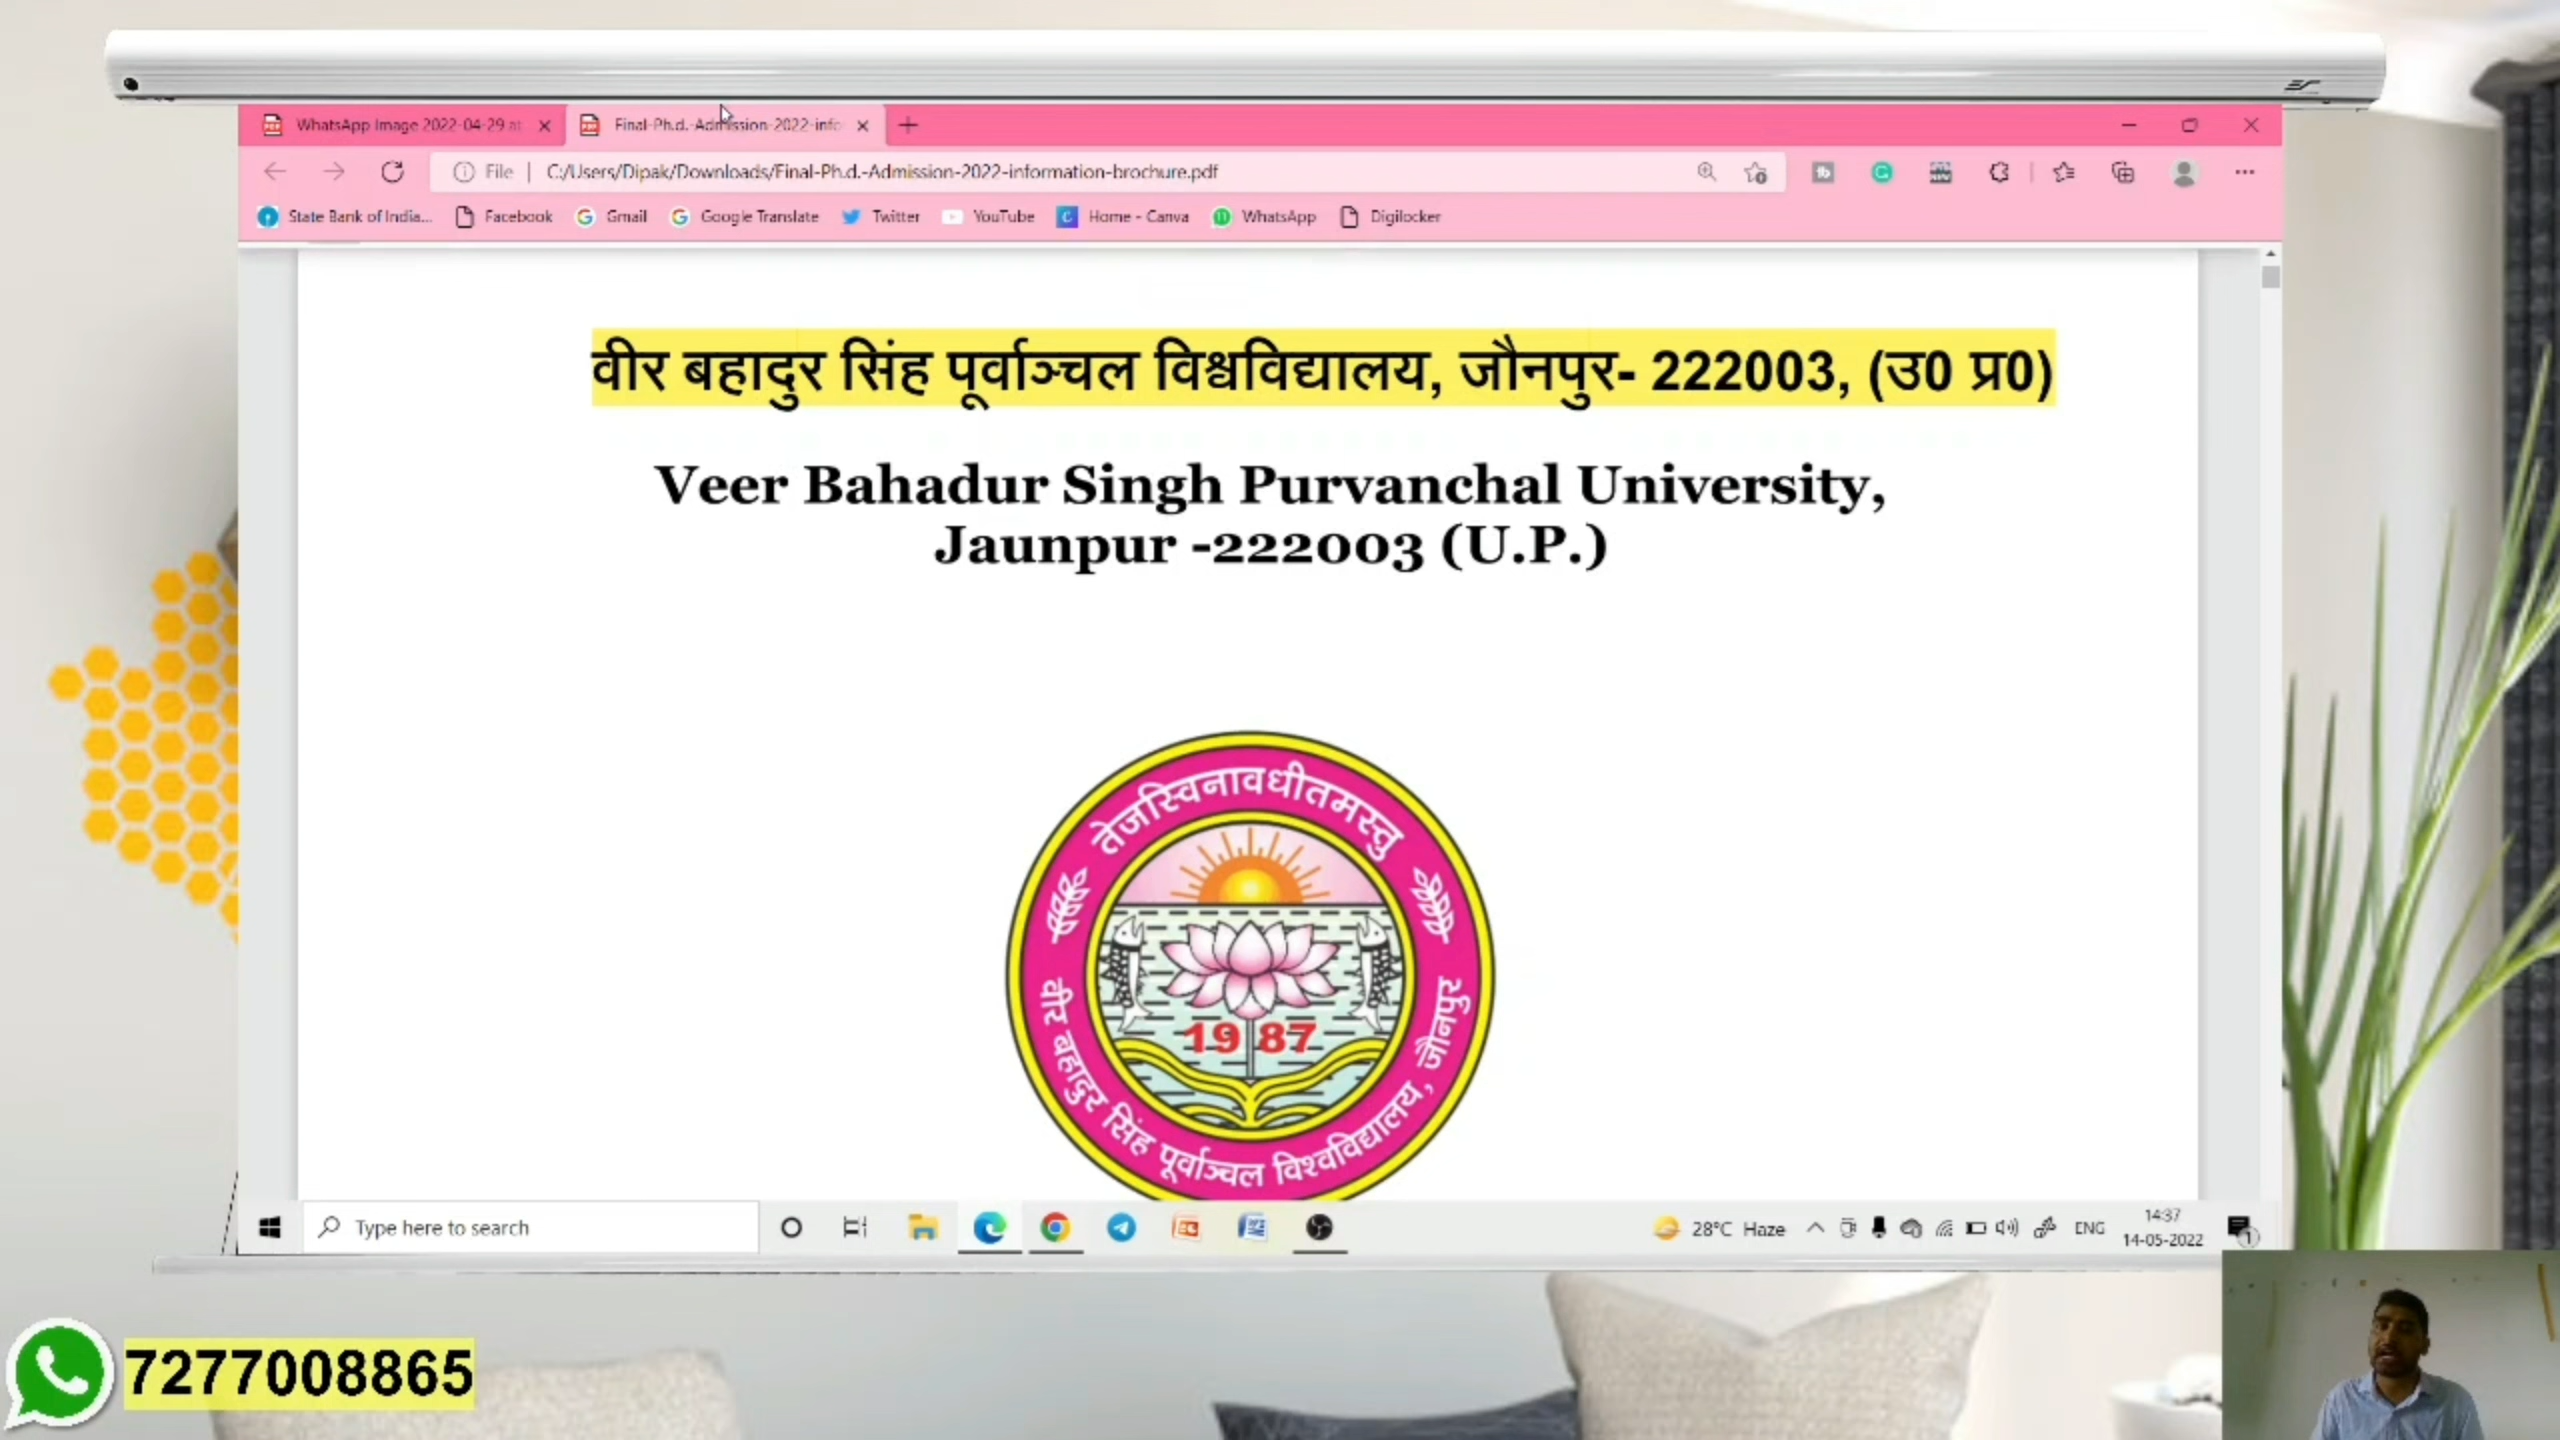 WhatsApp Image 2022-04-29 at
Final-Ph.d.-Admission-2022-info
File
C:/Users/Dipak/Downloads/Final-Ph.d.-Admission-2022-information-brochure.pdf
State Bank of India...
Facebook
Gmail
Google Translate
Twitter
YouTube
Home - Canva
WhatsApp
Digilocker
वीर बहादुर सिंह पूर्वाञ्चल विश्वविद्यालय, जौनपुर- 222003, (उ0 प्र0)
Veer Bahadur Singh Purvanchal University,
Jaunpur -222003 (U.P.)
तेजस्विनावधीतमस्तु
1987
वीर बहादुर सिंह पूर्वाञ्चल विश्वविद्यालय, जौनपुर
Type here to search
28°C Haze
ENG
14:37
14-05-2022
1
7277008865